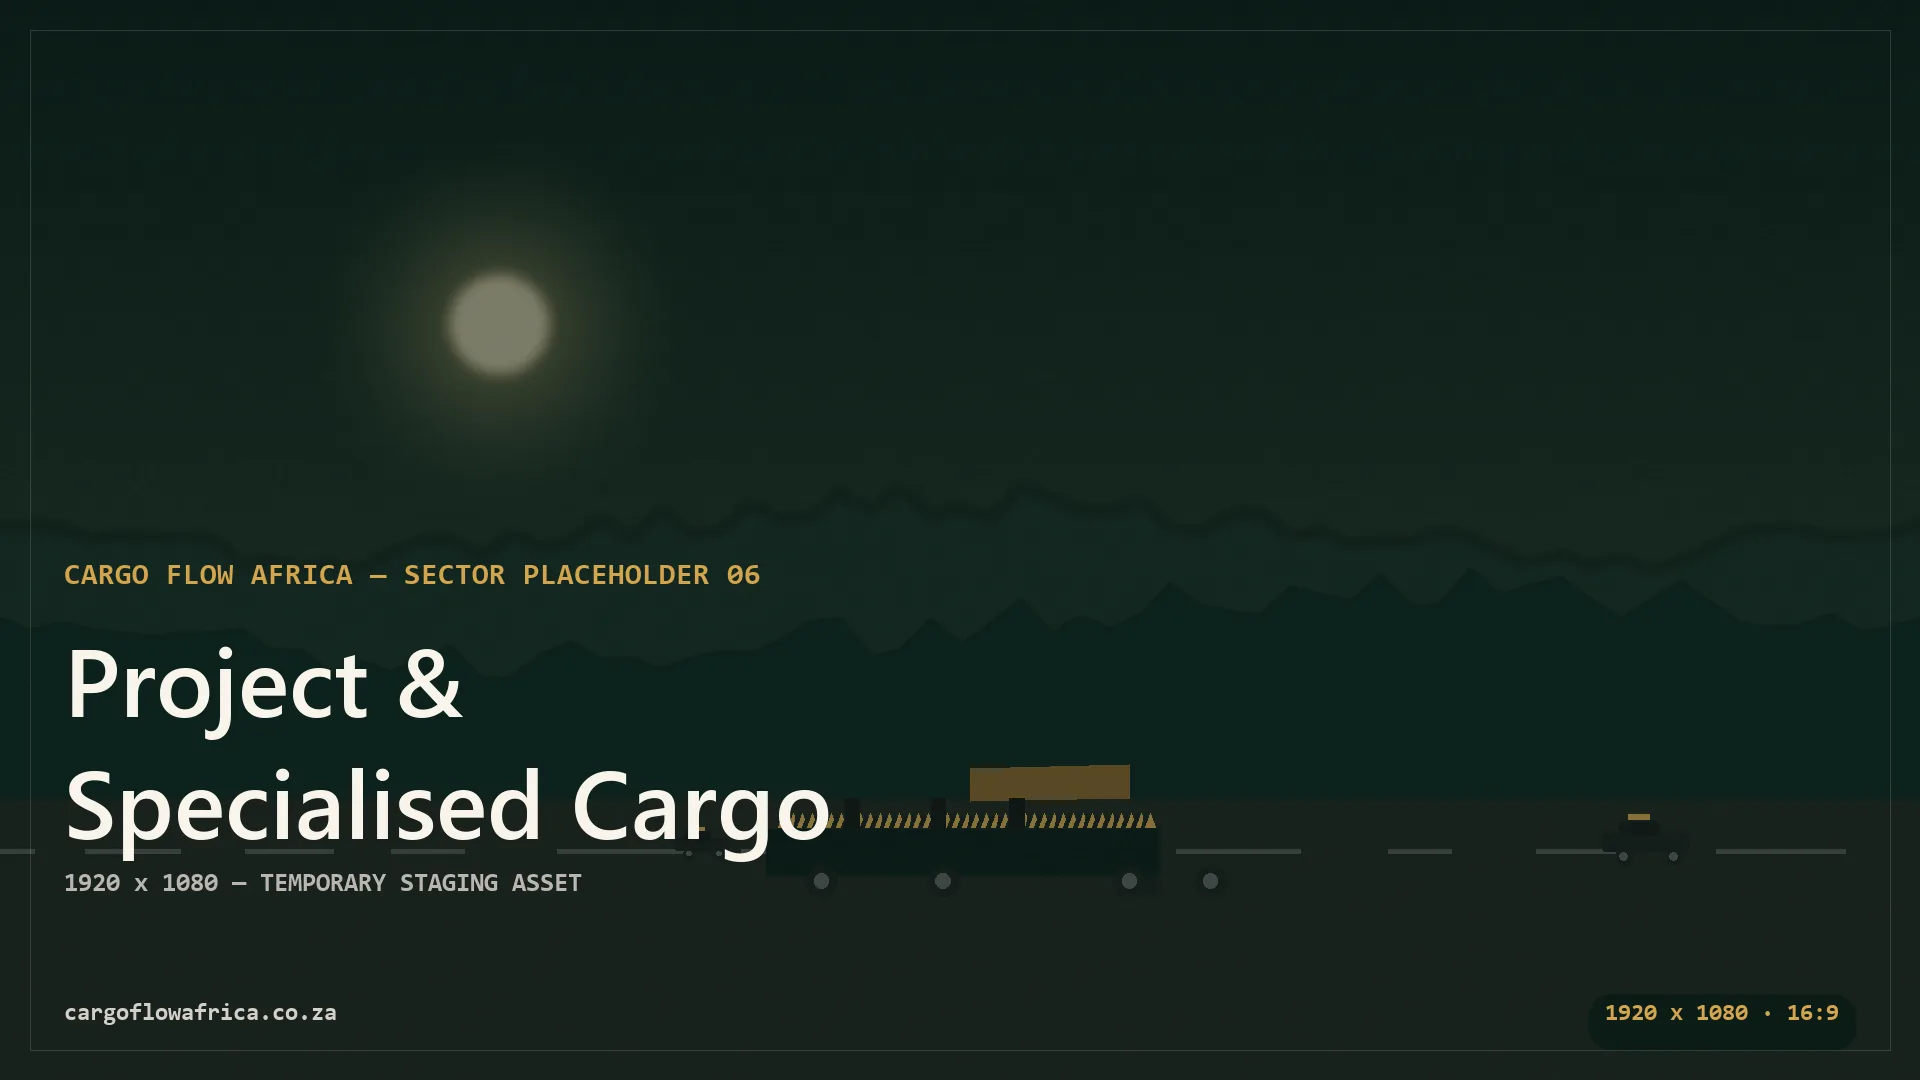 CARGO FLOW AFRICA — SECTOR PLACEHOLDER 06
Project &
Specialised Cargo
1920 x 1080 — TEMPORARY STAGING ASSET
cargoflowafrica.co.za
1920 x 1080 · 16:9